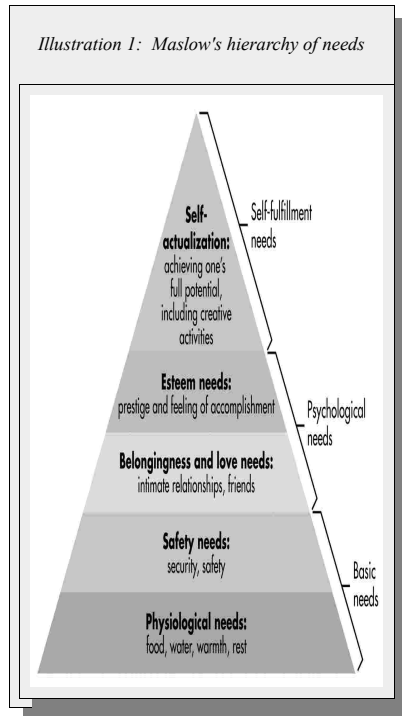 Illustration 1: Maslow's hierarchy of needs
Self-
actualization:
achieving one's
full potential,
including creative
activities
Self-fulfillment
needs
Esteem needs:
prestige and feeling of accomplishment
Psychological
needs
Belongingness and love needs:
intimate relationships, friends
Safety needs:
security, safety
Basic
needs
Physiological needs:
food, water, warmth, rest